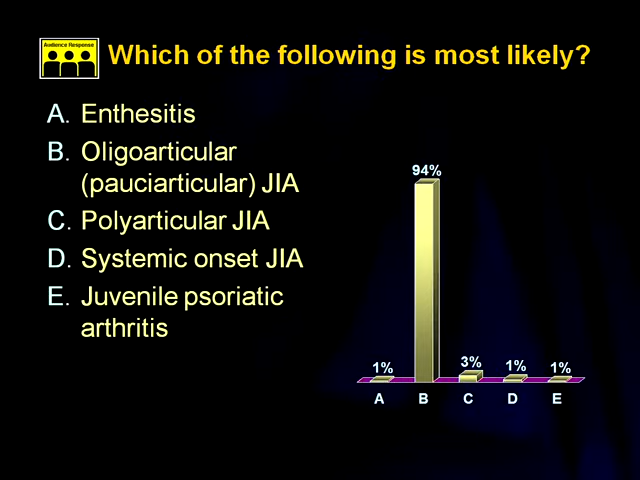 Audience Response
Which of the following is most likely?
A. Enthesitis
B. Oligoarticular
(pauciarticular) JIA
C. Polyarticular JIA
D. Systemic onset JIA
E. Juvenile psoriatic
arthritis
94%
1%
3%
1%
1%
A B C D E